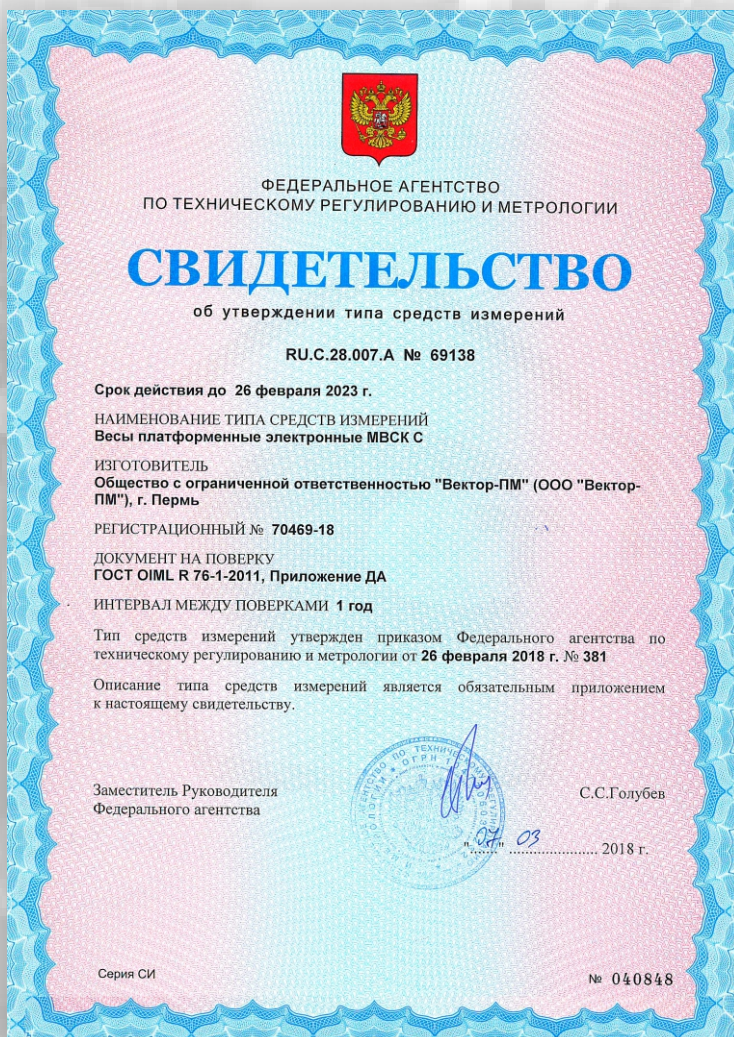 ФЕДЕРАЛЬНОЕ АГЕНТСТВО
ПО ТЕХНИЧЕСКОМУ РЕГУЛИРОВАНИЮ И МЕТРОЛОГИИ
СВИДЕТЕЛЬСТВО
об утверждении типа средств измерений
RU.C.28.007.A № 69138
Срок действия до 26 февраля 2023 г.
НАИМЕНОВАНИЕ ТИПА СРЕДСТВ ИЗМЕРЕНИЙ
Весы платформенные электронные МВСК С
ИЗГОТОВИТЕЛЬ
Общество с ограниченной ответственностью "Вектор-ПМ" (ООО "Вектор-
ПМ"), г. Пермь
РЕГИСТРАЦИОННЫЙ № 70469-18
ДОКУМЕНТ НА ПОВЕРКУ
ГОСТ OIML R 76-1-2011, Приложение ДА
ИНТЕРВАЛ МЕЖДУ ПОВЕРКАМИ 1 год
Тип средств измерений утвержден приказом Федерального агентства по
техническому регулированию и метрологии от 26 февраля 2018 г. № 381
Описание типа средств измерений является обязательным приложением
к настоящему свидетельству.
Заместитель Руководителя
Федерального агентства
С.С.Голубев
"07" 03 2018 г.
Серия СИ
№ 040848